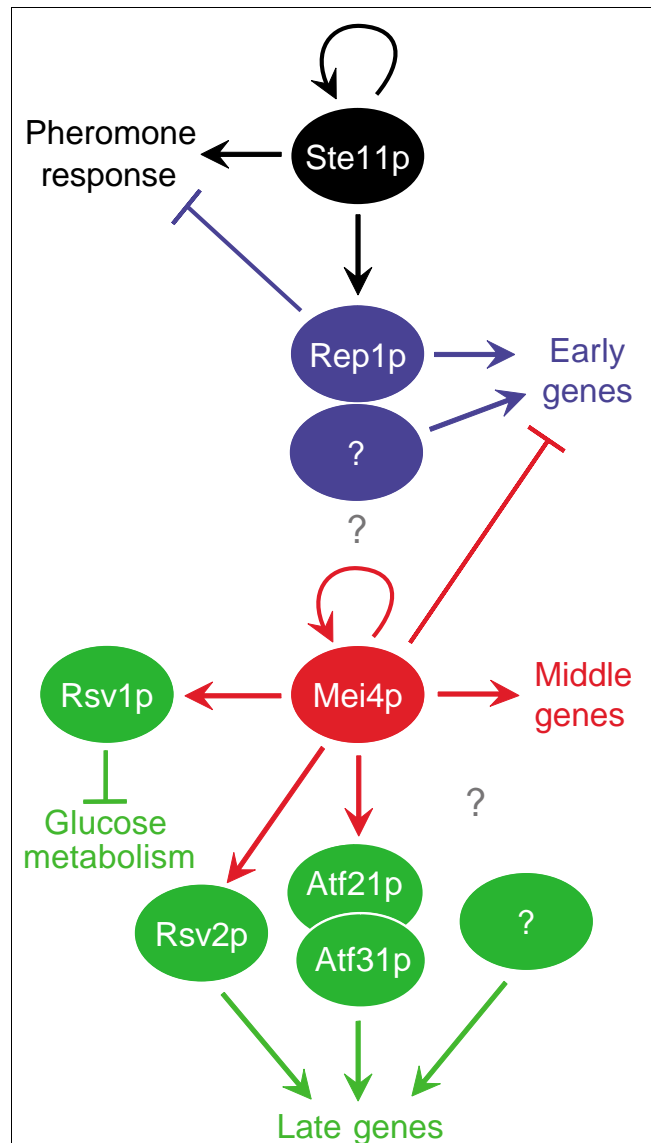 Pheromone
response
Ste11p
Rep1p
Early
genes
?
?
Rsv1p
Mei4p
Middle
genes
?
Glucose
metabolism
Atf21p
Rsv2p
Atf31p
?
Late genes